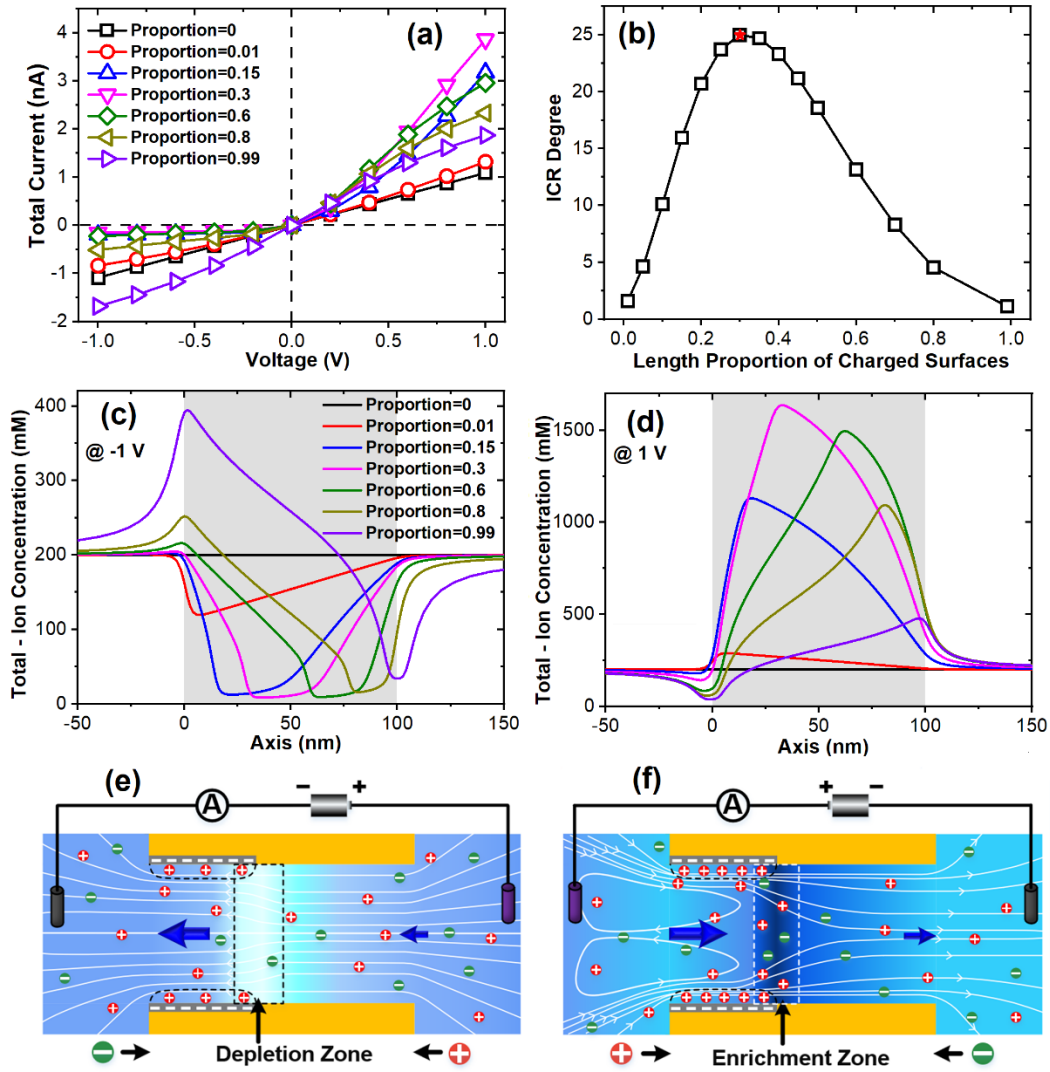 (a)
Proportion=0
Proportion=0.01
Proportion=0.15
Proportion=0.3
Proportion=0.6
Proportion=0.8
Proportion=0.99
Total Current (nA)
4
3
2
1
0
-1
-2
-1.0 -0.5 0.0 0.5 1.0
Voltage (V)
(b)
ICR Degree
30
25
20
15
10
5
0
0.0 0.2 0.4 0.6 0.8 1.0
Length Proportion of Charged Surfaces
(c)
@ -1 V
Proportion=0
Proportion=0.01
Proportion=0.15
Proportion=0.3
Proportion=0.6
Proportion=0.8
Proportion=0.99
Total - Ion Concentration (mM)
400
300
200
100
0
-50 0 50 100 150
Axis (nm)
(d)
@ 1 V
Total - Ion Concentration (mM)
1500
1000
500
0
-50 0 50 100 150
Axis (nm)
(e)
A
− +
Depletion Zone
(f)
A
+ −
Enrichment Zone